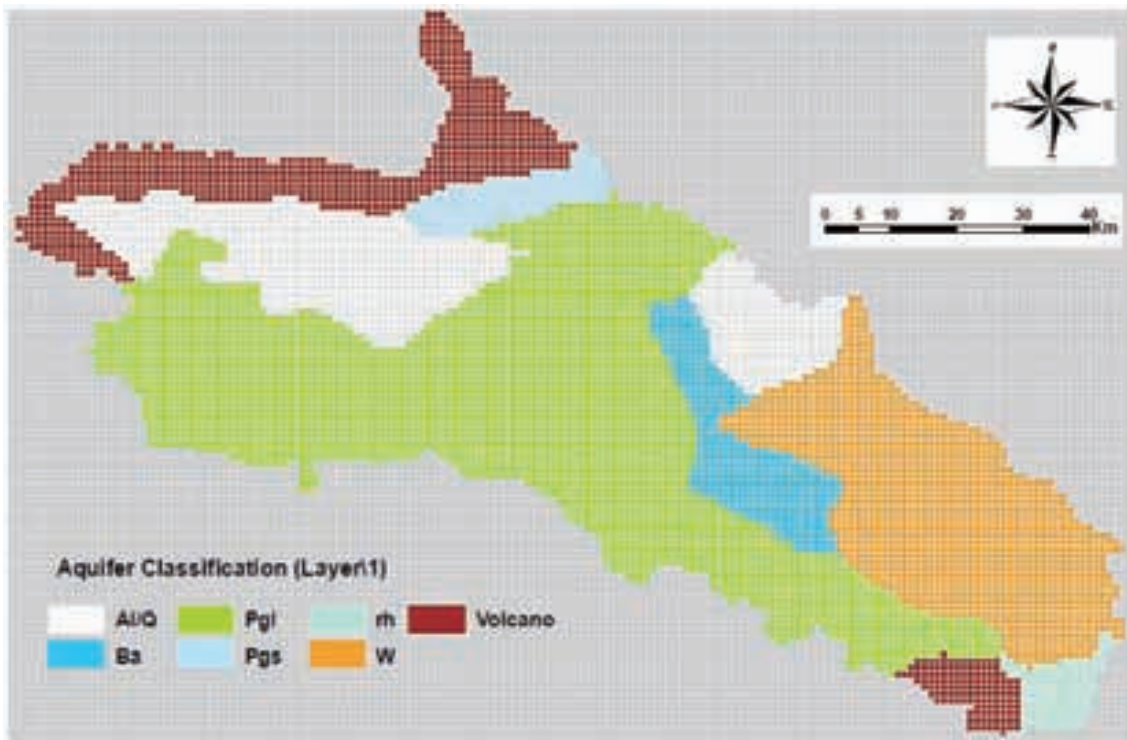 0 5 10 20 30 40
Km
Aquifer Classification (Layer\1)
Al/Q Pgl rh Volcano
Ba Pgs W